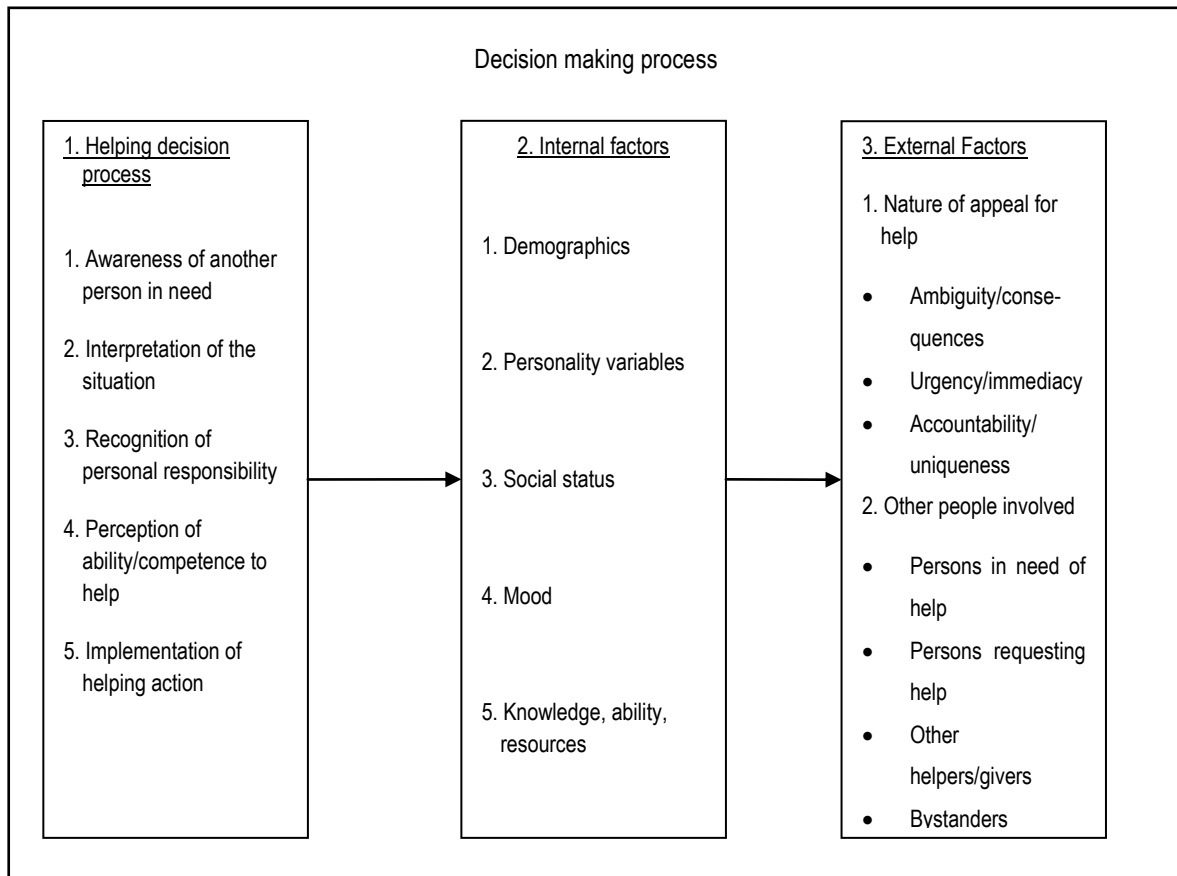 Decision making process
1. Helping decision
process
1. Awareness of another
person in need
2. Interpretation of the
situation
3. Recognition of
personal responsibility
4. Perception of
ability/competence to
help
5. Implementation of
helping action
2. Internal factors
1. Demographics
2. Personality variables
3. Social status
4. Mood
5. Knowledge, ability,
resources
3. External Factors
1. Nature of appeal for
help
• Ambiguity/conse-
quences
• Urgency/immediacy
• Accountability/
uniqueness
2. Other people involved
• Persons in need of
help
• Persons requesting
help
• Other
helpers/givers
• Bystanders